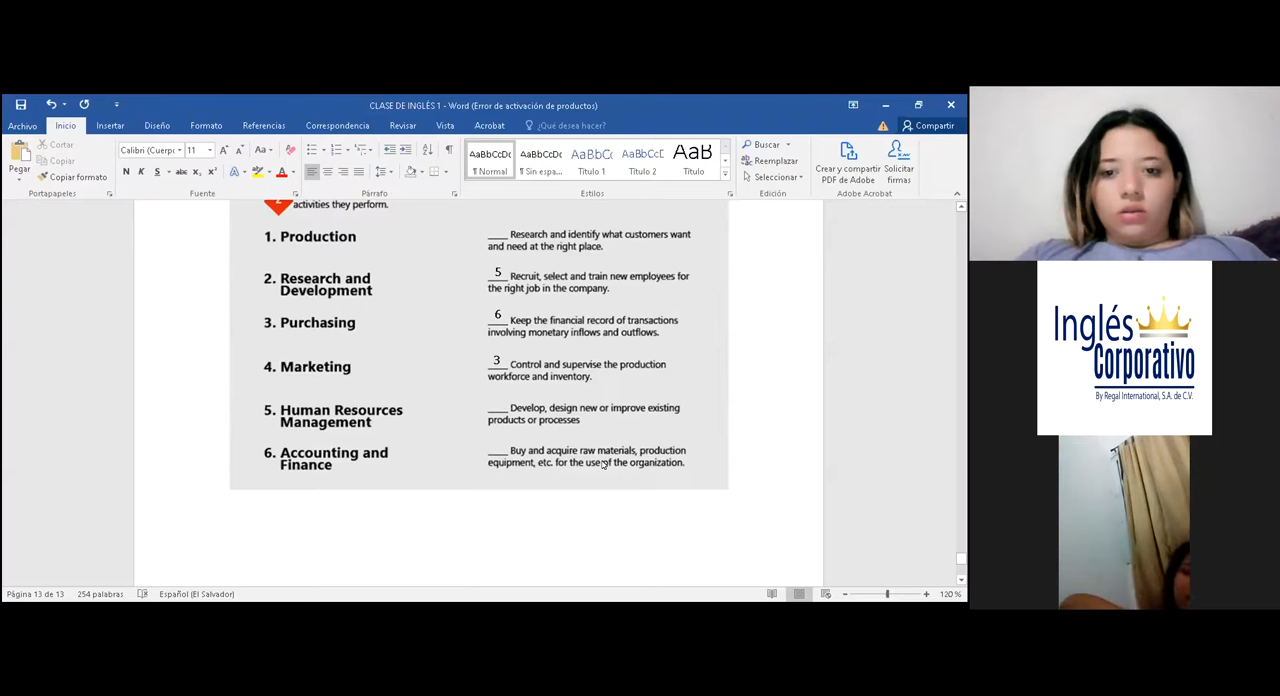 CLASE DE INGLÉS 1 - Word (Error de activación de productos)
Archivo Inicio Insertar Diseño Formato Referencias Correspondencia Revisar Vista Acrobat ¿Qué desea hacer? Compartir
Pegar
Cortar
Copiar
Copiar formato
Portapapeles
Calibri (Cuerpo 11
Fuente
Párrafo
AaBbCcDc AaBbCcDc AaBbCc AaBbCcD AaB
¶ Normal ¶ Sin espa... Título 1 Título 2 Título
Estilos
Buscar
Reemplazar
Seleccionar
Edición
Crear y compartir PDF de Adobe
Solicitar firmas
Adobe Acrobat
2 activities they perform.
1. Production
____ Research and identify what customers want
and need at the right place.
2. Research and
Development
5 Recruit, select and train new employees for
the right job in the company.
3. Purchasing
6 Keep the financial record of transactions
involving monetary inflows and outflows.
4. Marketing
3 Control and supervise the production
workforce and inventory.
5. Human Resources
Management
____ Develop, design new or improve existing
products or processes
6. Accounting and
Finance
____ Buy and acquire raw materials, production
equipment, etc. for the use of the organization.
Página 13 de 13 254 palabras Español (El Salvador) 120 %
Inglés
Corporativo
By Regal International, S.A. de C.V.